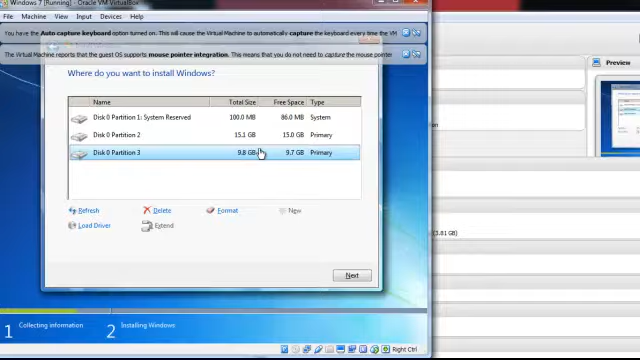 Windows 7 [Running] - Oracle VM VirtualBox
File Machine View Input Devices Help
You have the Auto capture keyboard option turned on. This will cause the Virtual Machine to automatically capture the keyboard every time the VM
The Virtual Machine reports that the guest OS supports mouse pointer integration. This means that you do not need to capture the mouse pointer
Preview
Where do you want to install Windows?
Name Total Size Free Space Type
Disk 0 Partition 1: System Reserved 100.0 MB 86.0 MB System
Disk 0 Partition 2 15.1 GB 15.0 GB Primary
Disk 0 Partition 3 9.8 GB 9.7 GB Primary
Refresh Delete Format New
Load Driver Extend
(3.81 GB)
Next
1 Collecting information 2 Installing Windows
Right Ctrl